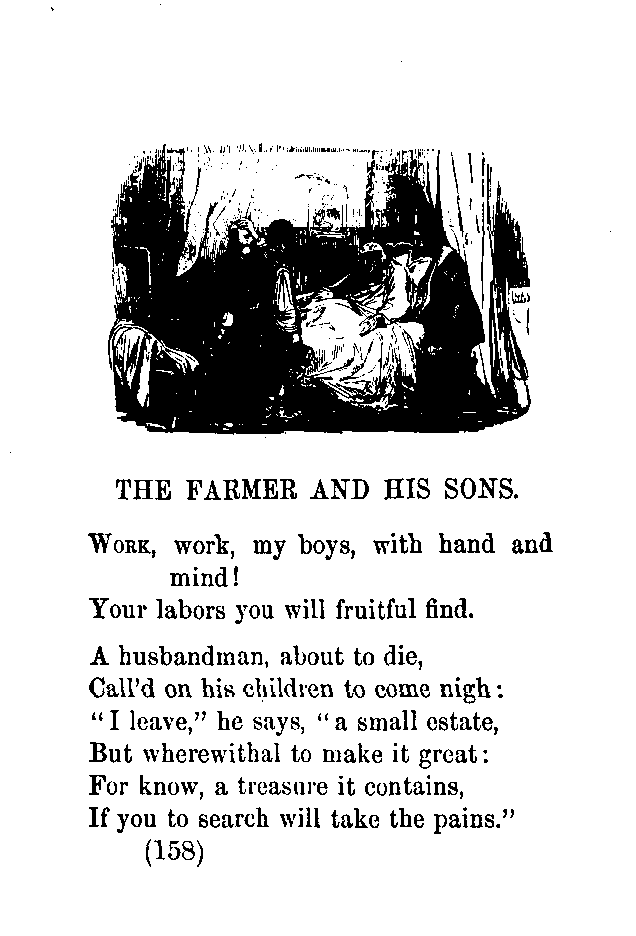 THE FARMER AND HIS SONS.
WORK, work, my boys, with hand and
mind!
Your labors you will fruitful find.
A husbandman, about to die,
Call'd on his children to come nigh:
"I leave," he says, "a small estate,
But wherewithal to make it great:
For know, a treasure it contains,
If you to search will take the pains."
(158)